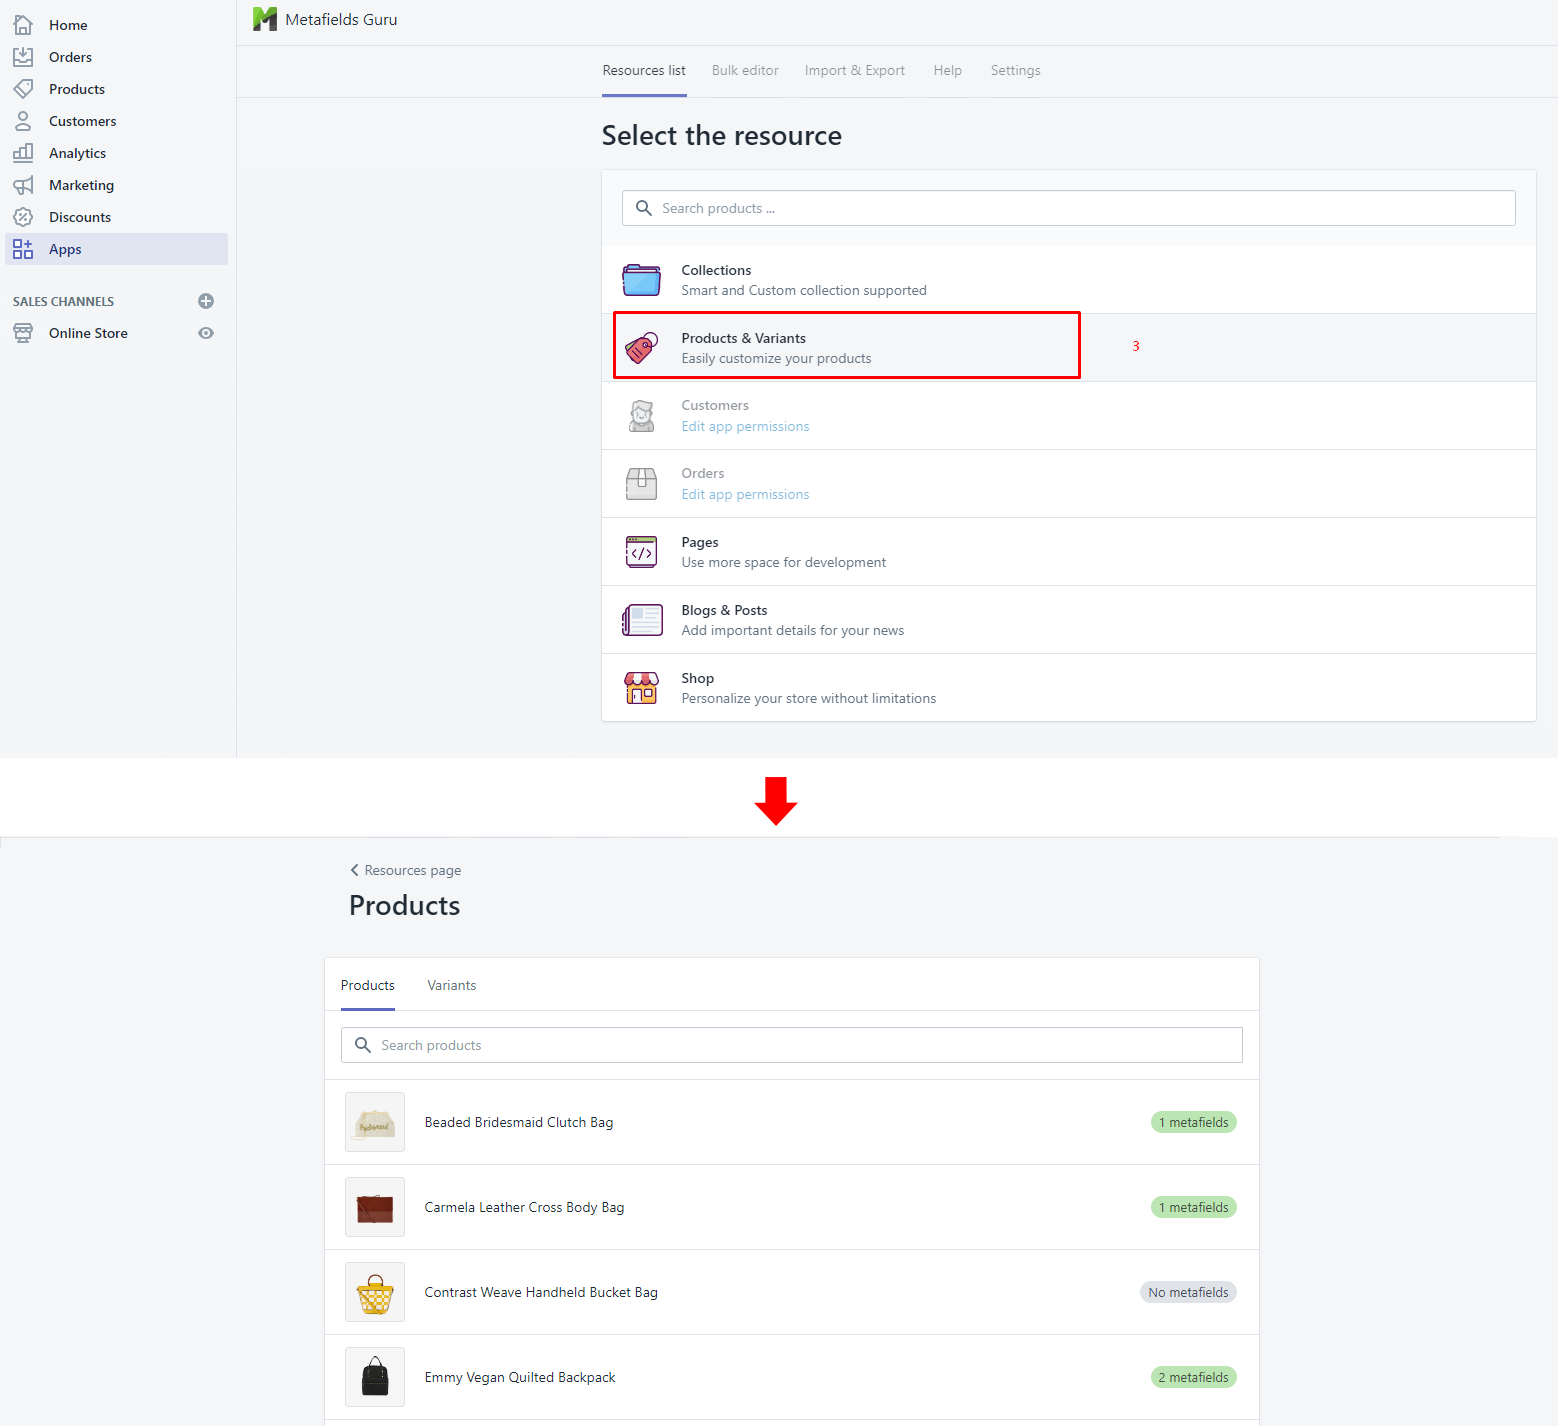 Home
Orders
Products
Customers
Analytics
Marketing
Discounts
Apps
SALES CHANNELS
Online Store
Metafields Guru
Resources list Bulk editor Import & Export Help Settings
Select the resource
Search products ...
Collections
Smart and Custom collection supported
Products & Variants
Easily customize your products
3
Customers
Edit app permissions
Orders
Edit app permissions
Pages
Use more space for development
Blogs & Posts
Add important details for your news
Shop
Personalize your store without limitations
Resources page
Products
Products Variants
Search products
Beaded Bridesmaid Clutch Bag 1 metafields
Carmela Leather Cross Body Bag 1 metafields
Contrast Weave Handheld Bucket Bag No metafields
Emmy Vegan Quilted Backpack 2 metafields